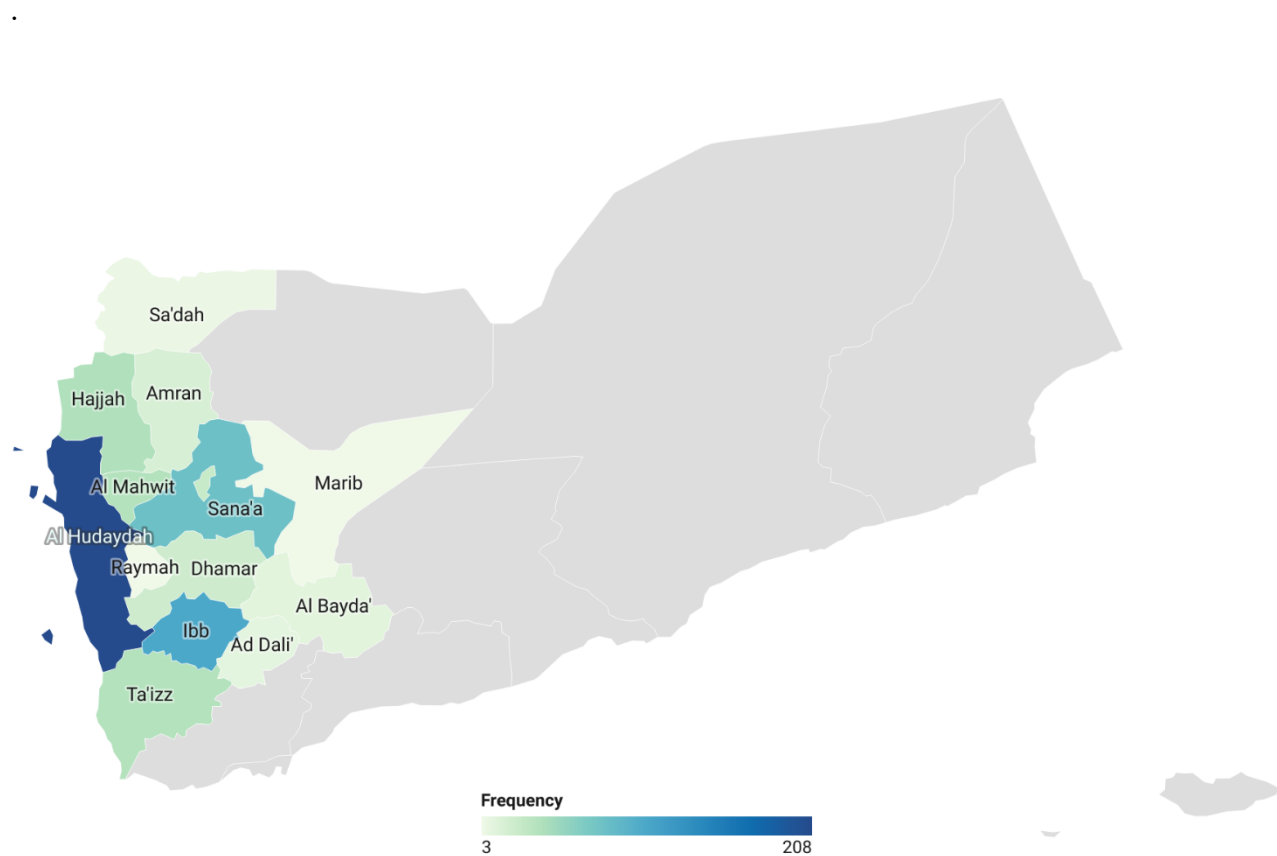 .
Sa'dah
Hajjah
Amran
Al Mahwit
Marib
Sana'a
Al Hudaydah
Raymah
Dhamar
Al Bayda'
Ibb
Ad Dali'
Ta'izz
Frequency
3
208